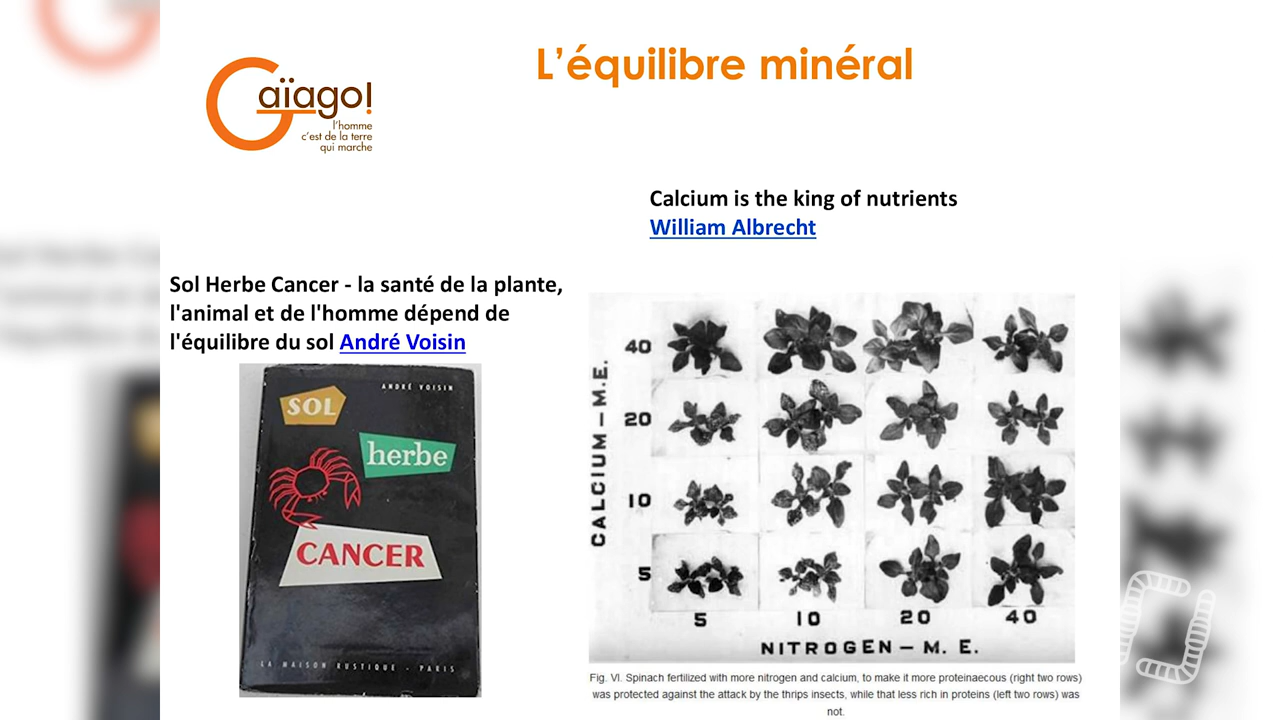 L'équilibre minéral
Gaïago!
l'homme
c'est de la terre
qui marche
Calcium is the king of nutrients
William Albrecht
Sol Herbe Cancer - la santé de la plante,
l'animal et de l'homme dépend de
l'équilibre du sol André Voisin
ANDRÉ VOISIN
SOL
herbe
CANCER
LA MAISON RUSTIQUE - PARIS
CALCIUM—M.E.
40
20
10
5
5 10 20 40
NITROGEN—M. E.
Fig. VI. Spinach fertilized with more nitrogen and calcium, to make it more proteinaecous (right two rows)
was protected against the attack by the thrips insects, while that less rich in proteins (left two rows) was
not.